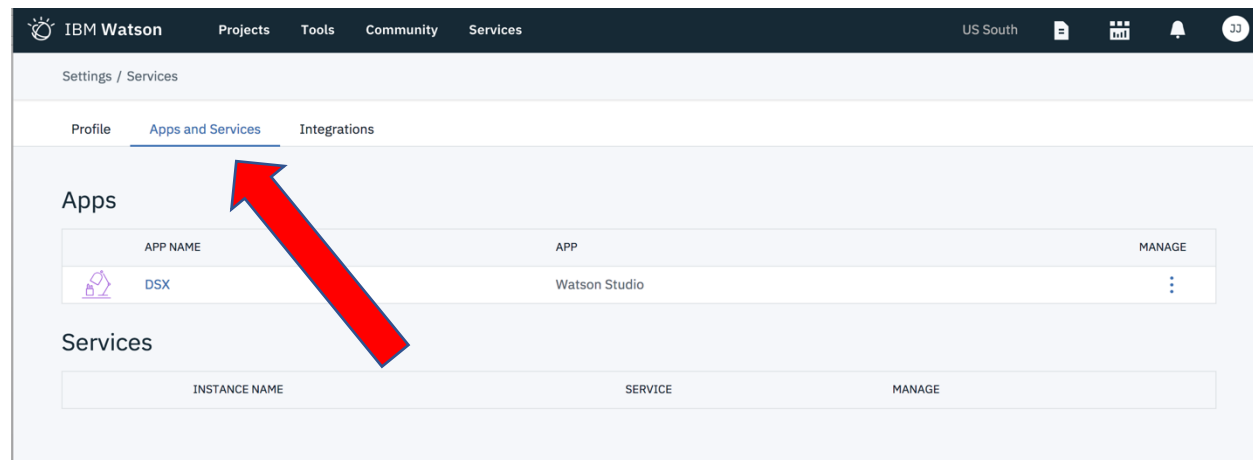 IBM Watson Projects Tools Community Services US South JJ
Settings / Services
Profile Apps and Services Integrations
Apps
APP NAME APP MANAGE
DSX Watson Studio
Services
INSTANCE NAME SERVICE MANAGE